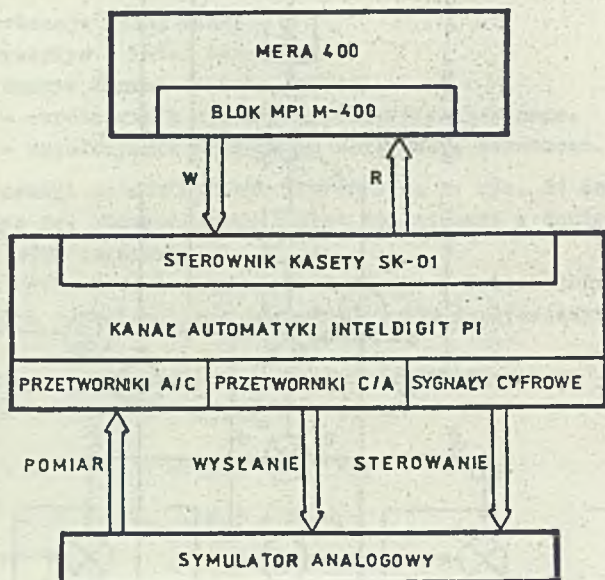 MERA 400
BLOK MPI M-400
W
R
STEROWNIK KASETY SK-01
KANAŁ AUTOMATYKI INTELDIGIT PI
PRZETWORNIKI A/C
PRZETWORNIKI C/A
SYGNAŁY CYFROWE
POMIAR
WYSŁANIE
STEROWANIE
SYMULATOR ANALOGOWY